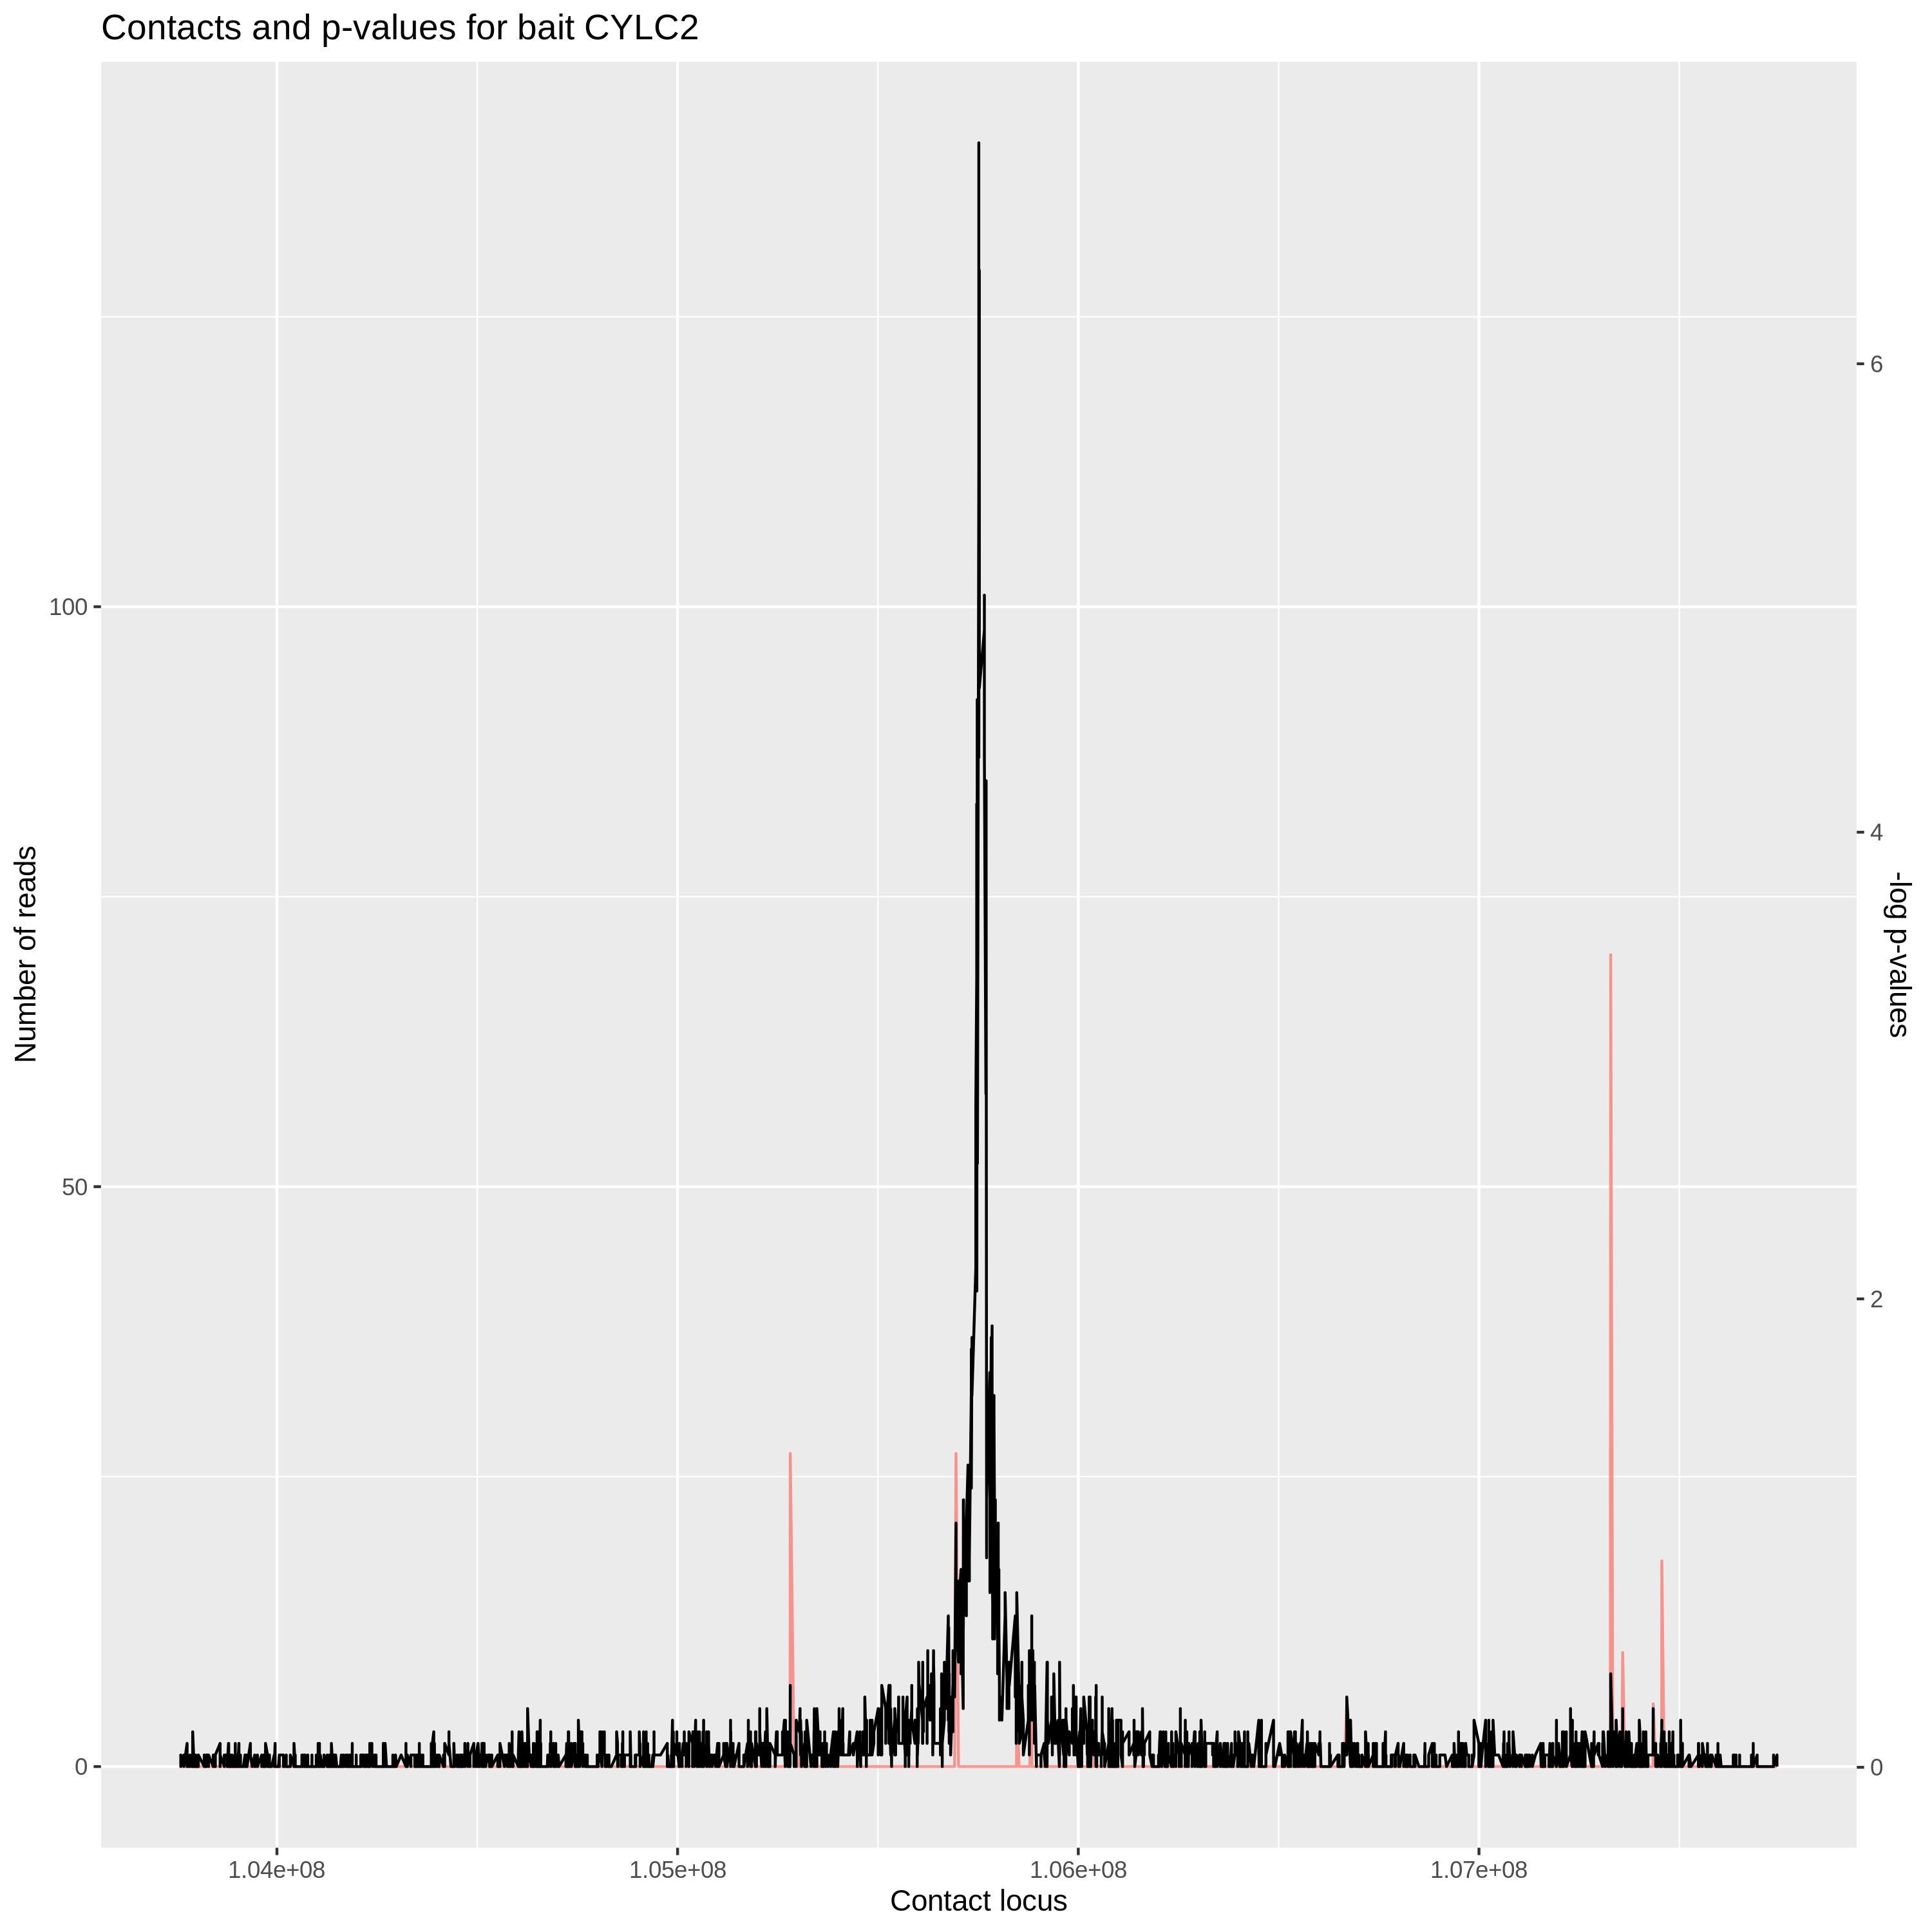 Contacts and p-values for bait CYLC2
Number of reads
100
50
0
6
4
2
0
-log p-values
1.04e+08
1.05e+08
1.06e+08
1.07e+08
Contact locus